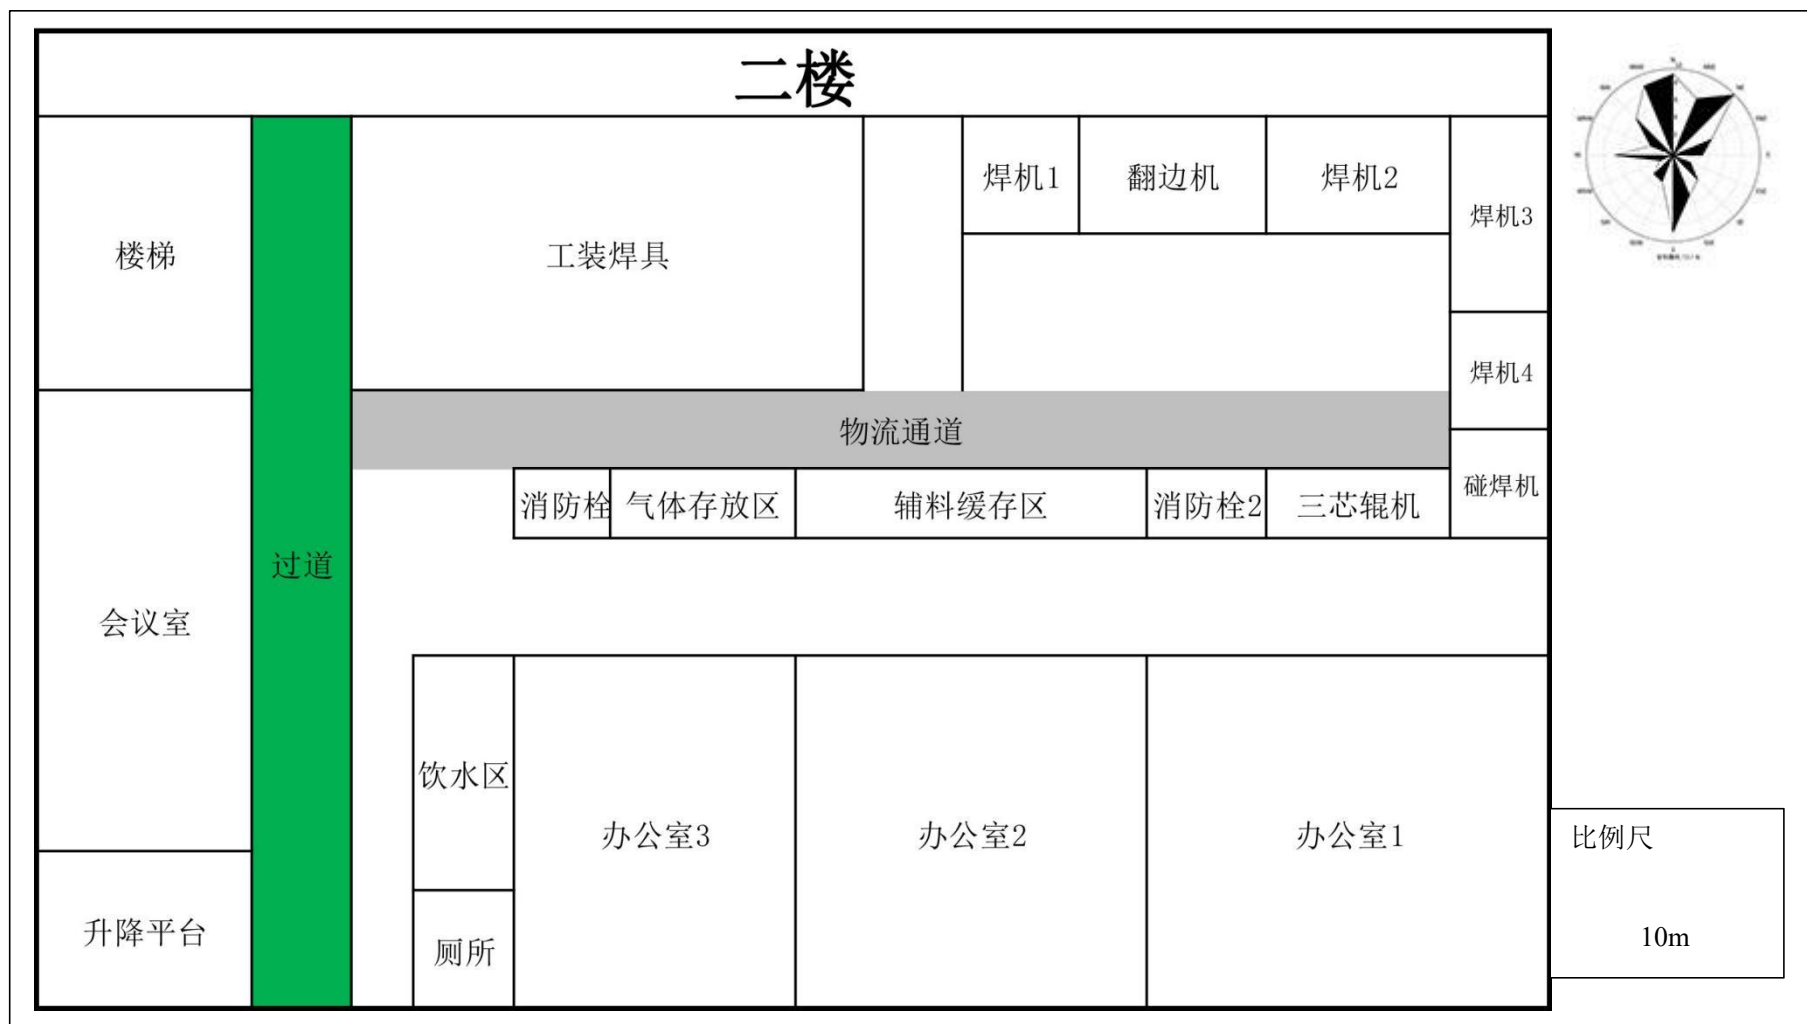 二楼
焊机1
翻边机
焊机2
焊机3
楼梯
工装焊具
焊机4
物流通道
消防栓
气体存放区
辅料缓存区
消防栓2
三芯辊机
碰焊机
过道
会议室
饮水区
办公室3
办公室2
办公室1
比例尺
升降平台
厕所
10m